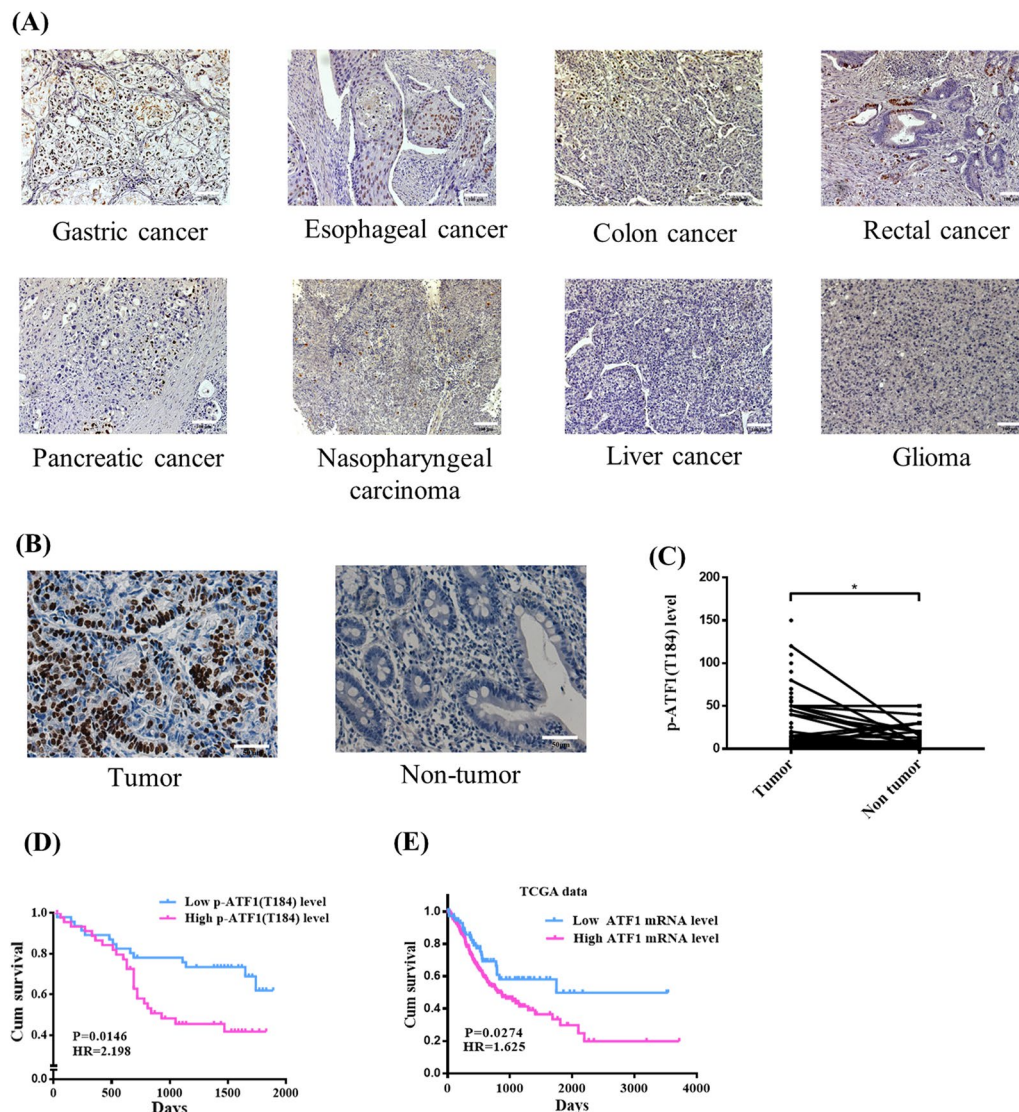 (A)
Gastric cancer
Esophageal cancer
Colon cancer
Rectal cancer
Pancreatic cancer
Nasopharyngeal
carcinoma
Liver cancer
Glioma
(B)
Tumor
Non-tumor
(C)
p-ATF1(T184) level
200
150
100
50
0
*
Tumor
Non tumor
(D)
Low p-ATF1(T184) level
High p-ATF1(T184) level
Cum survival
1.0
0.8
0.6
0.4
0.0
P=0.0146
HR=2.198
0
500
1000
1500
2000
Days
(E)
TCGA data
Low ATF1 mRNA level
High ATF1 mRNA level
Cum survival
1.0
0.8
0.6
0.4
0.2
0.0
P=0.0274
HR=1.625
0
1000
2000
3000
4000
Days